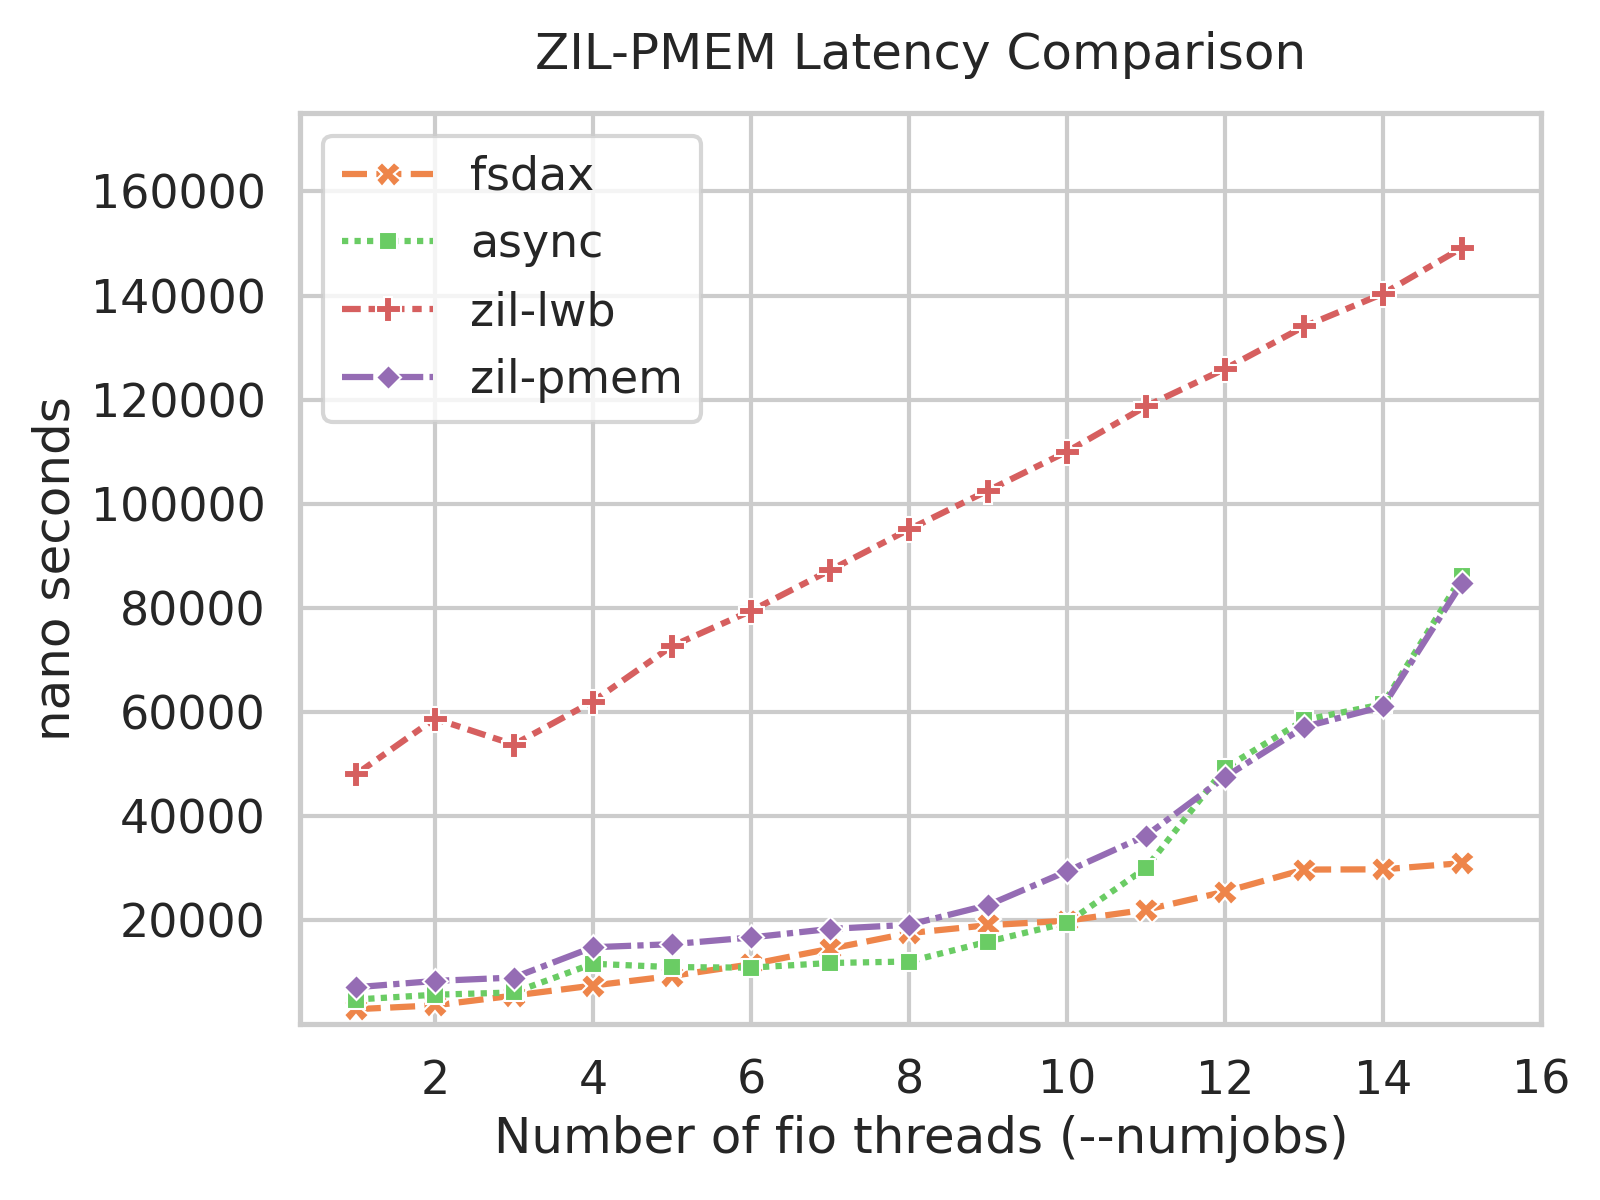 ZIL-PMEM Latency Comparison
fsdax
async
zil-lwb
zil-pmem
160000
140000
120000
100000
80000
60000
40000
20000
nano seconds
2 4 6 8 10 12 14 16
Number of fio threads (--numjobs)